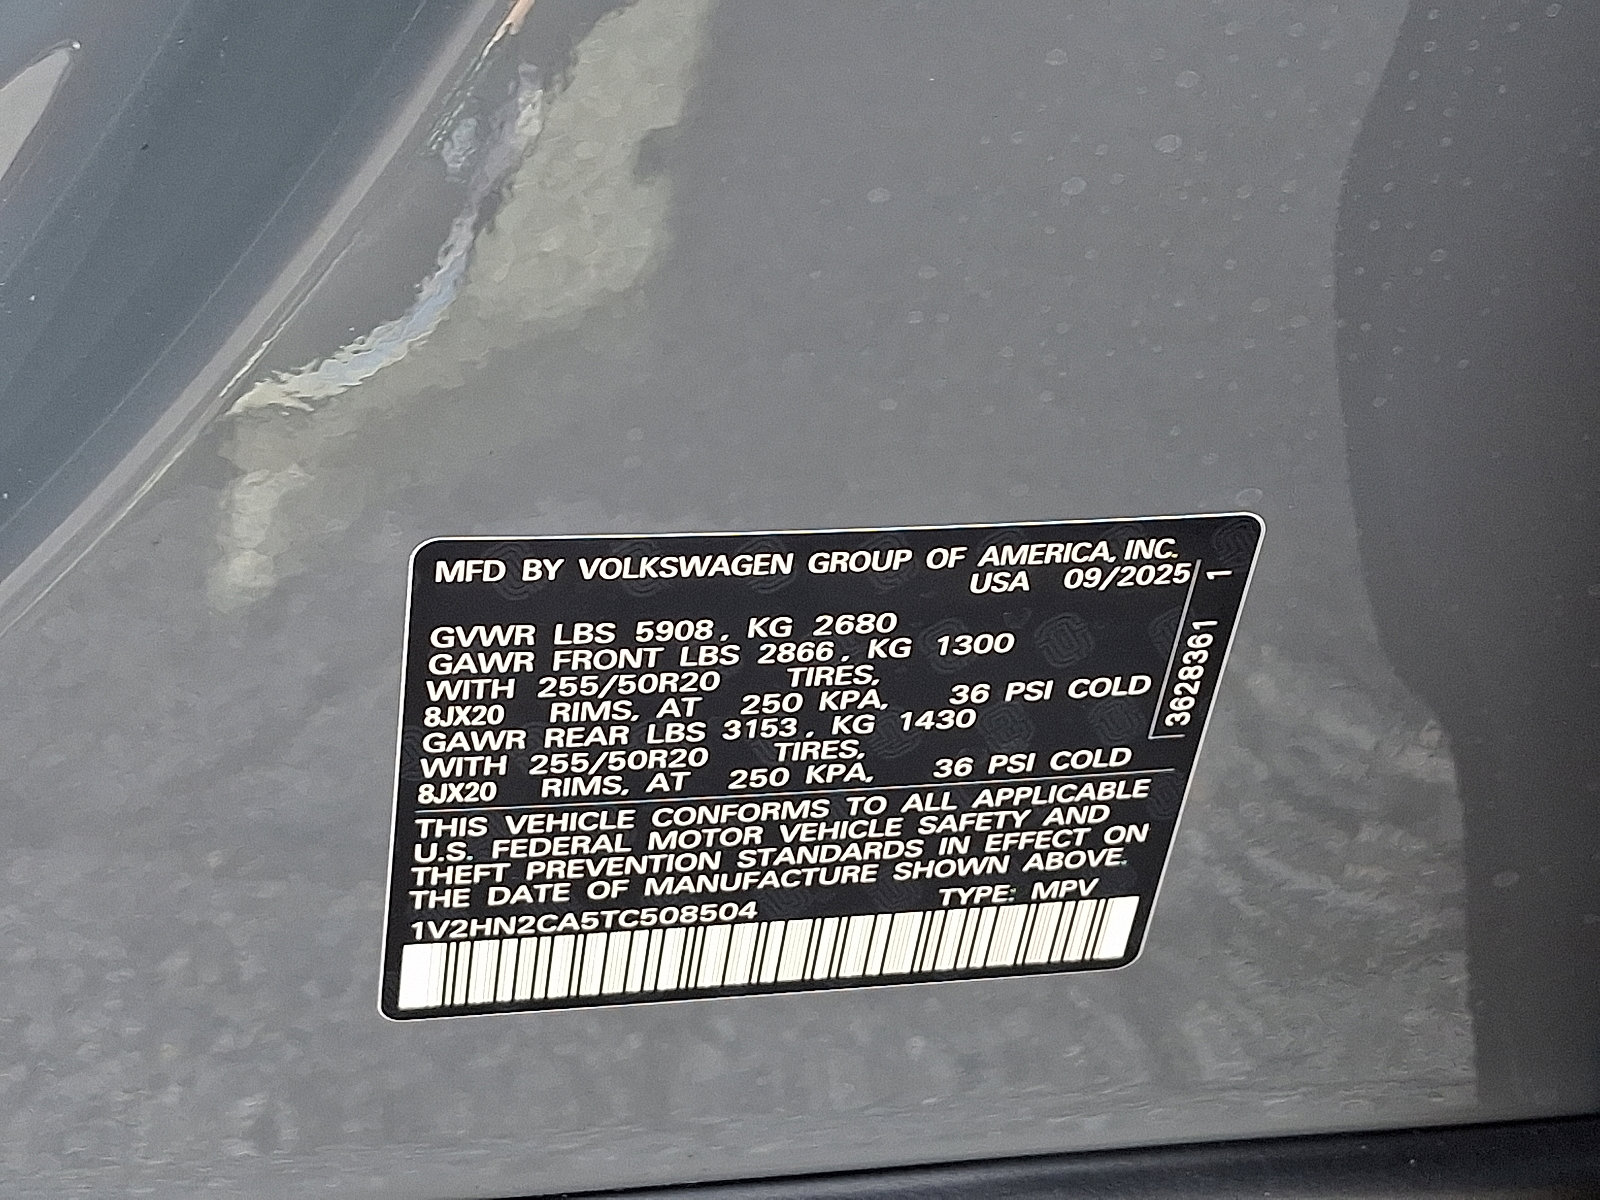 MFD BY VOLKSWAGEN GROUP OF AMERICA, INC.
USA 09/2025
GVWR LBS 5908, KG 2680
GAWR FRONT LBS 2866, KG 1300
WITH 255/50R20 TIRES,
8JX20 RIMS, AT 250 KPA, 36 PSI COLD
GAWR REAR LBS 3153, KG 1430
WITH 255/50R20 TIRES,
8JX20 RIMS, AT 250 KPA, 36 PSI COLD
THIS VEHICLE CONFORMS TO ALL APPLICABLE
U.S. FEDERAL MOTOR VEHICLE SAFETY AND
THEFT PREVENTION STANDARDS IN EFFECT ON
THE DATE OF MANUFACTURE SHOWN ABOVE.
TYPE: MPV
1V2HN2CA5TC508504
3628361 1